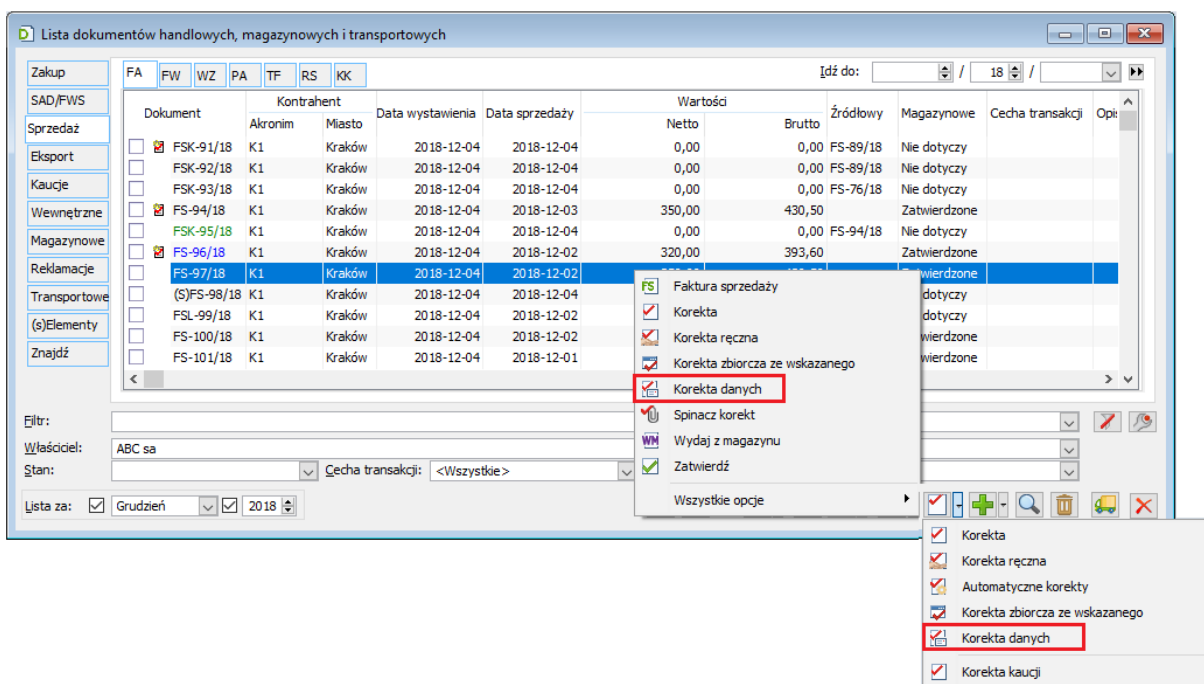 Lista dokumentów handlowych, magazynowych i transportowych
Zakup
SAD/FWS
Sprzedaż
Eksport
Kaucje
Wewnętrzne
Magazynowe
Reklamacje
Transportowe
(s)Elementy
Znajdź
FA FW WZ PA TF RS KK Idź do: / 18 /
Dokument Kontrahent Data wystawienia Data sprzedaży Wartości Źródłowy Magazynowe Cecha transakcji Opis
Akronim Miasto Netto Brutto
FSK-91/18 K1 Kraków 2018-12-04 2018-12-04 0,00 0,00 FS-89/18 Nie dotyczy
FSK-92/18 K1 Kraków 2018-12-04 2018-12-04 0,00 0,00 FS-89/18 Nie dotyczy
FSK-93/18 K1 Kraków 2018-12-04 2018-12-04 0,00 0,00 FS-76/18 Nie dotyczy
FS-94/18 K1 Kraków 2018-12-04 2018-12-03 350,00 430,50 Zatwierdzone
FSK-95/18 K1 Kraków 2018-12-04 2018-12-04 0,00 0,00 FS-94/18 Nie dotyczy
FS-96/18 K1 Kraków 2018-12-04 2018-12-02 320,00 393,60 Zatwierdzone
FS-97/18 K1 Kraków 2018-12-04 2018-12-02 wierdzone
(S)FS-98/18 K1 Kraków 2018-12-04 2018-12-04 dotyczy
FSL-99/18 K1 Kraków 2018-12-04 2018-12-02 dotyczy
FS-100/18 K1 Kraków 2018-12-04 2018-12-02 wierdzone
FS-101/18 K1 Kraków 2018-12-04 2018-12-01 wierdzone
FS Faktura sprzedaży
Korekta
Korekta ręczna
Korekta zbiorcza ze wskazanego
Korekta danych
Spinacz korekt
WM Wydaj z magazynu
Zatwierdź
Wszystkie opcje
Filtr:
Właściciel: ABC sa
Stan: Cecha transakcji: <Wszystkie>
Lista za: Grudzień 2018
Korekta
Korekta ręczna
Automatyczne korekty
Korekta zbiorcza ze wskazanego
Korekta danych
Korekta kaucji